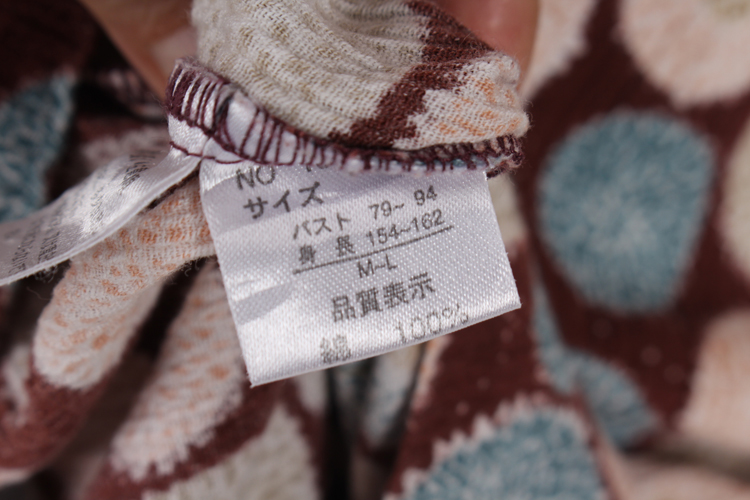 NO
サイズ
バスト 79~ 94
身 長 154~162
M-L
品質表示
綿 100%